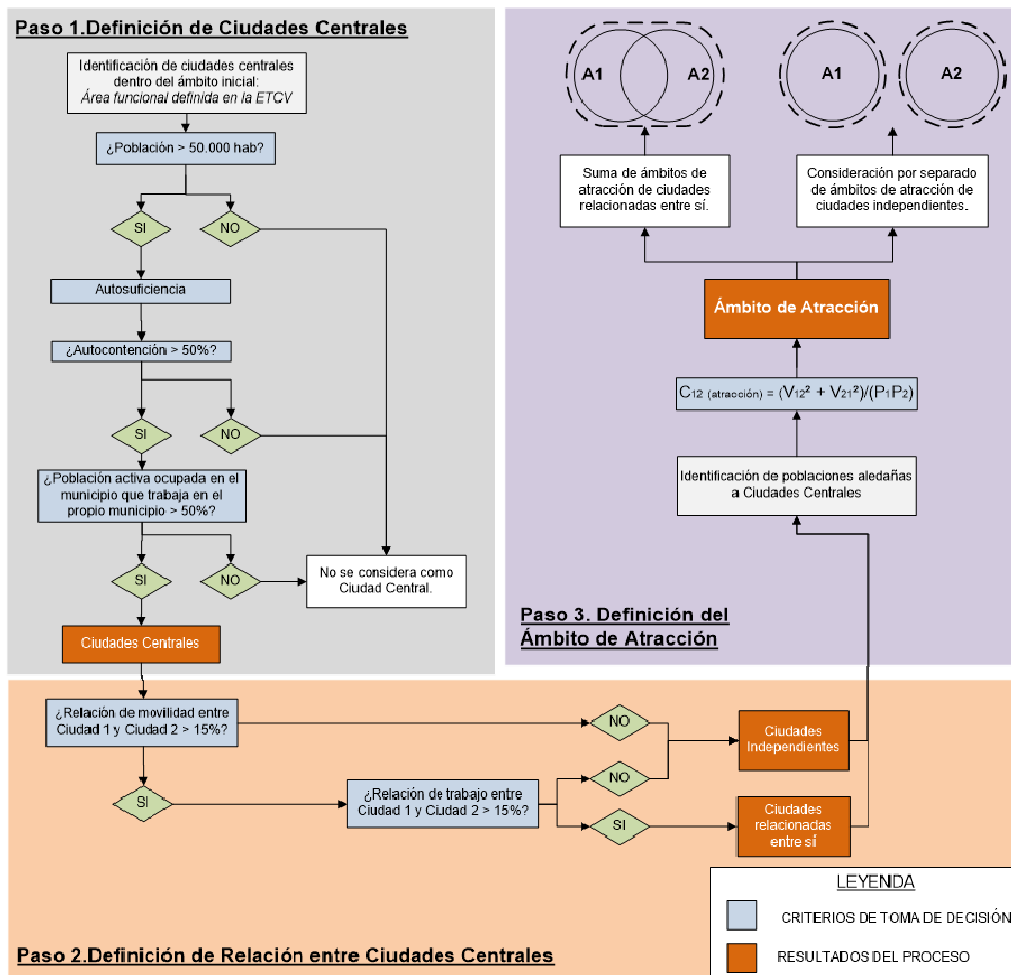 Paso 1.Definición de Ciudades Centrales
Identificación de ciudades centrales
dentro del ámbito inicial:
Área funcional definida en la ETCV
¿Población > 50.000 hab?
SI
NO
Autosuficiencia
¿Autocontención > 50%?
SI
NO
¿Población activa ocupada en el
municipio que trabaja en el
propio municipio > 50%?
SI
NO
No se considera como
Ciudad Central.
Ciudades Centrales
¿Relación de movilidad entre
Ciudad 1 y Ciudad 2 > 15%?
SI
¿Relación de trabajo entre
Ciudad 1 y Ciudad 2 > 15%?
NO
NO
SI
Ciudades
Independientes
Ciudades
relacionadas
entre sí
Paso 2.Definición de Relación entre Ciudades Centrales
A1
A2
A1
A2
Suma de ámbitos de
atracción de ciudades
relacionadas entre sí.
Consideración por separado
de ámbitos de atracción de
ciudades independientes.
Ámbito de Atracción
C12 (atracción) = (V12² + V21²)/(P1P2)
Identificación de poblaciones aledañas
a Ciudades Centrales
Paso 3. Definición del
Ámbito de Atracción
LEYENDA
CRITERIOS DE TOMA DE DECISIÓN
RESULTADOS DEL PROCESO